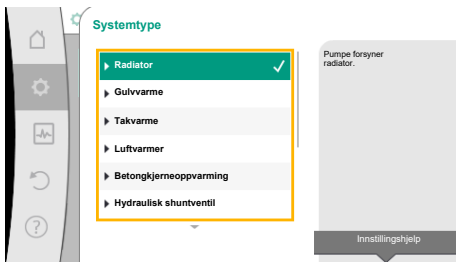 Systemtype
Radiator
Gulvvarme
Takvarme
Luftvarmer
Betongkjerneoppvarming
Hydraulisk shuntventil
Pumpe forsyner
radiator.
Innstillingshjelp